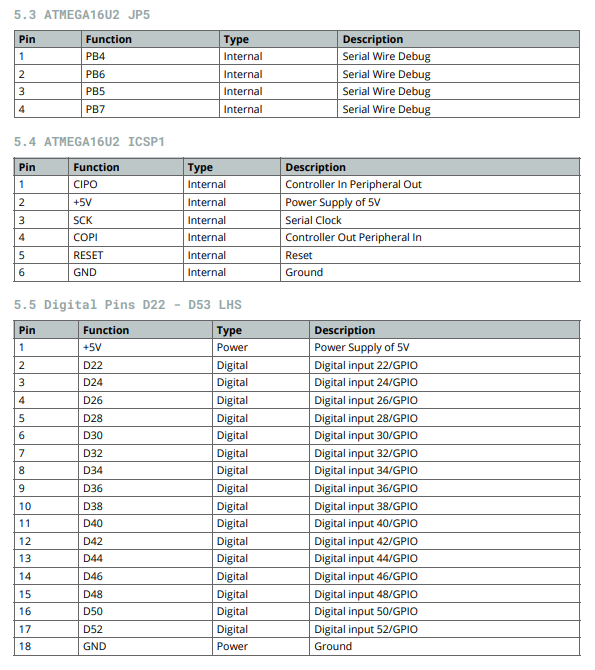 5.3 ATMEGA16U2 JP5
Pin Function Type Description
1 PB4 Internal Serial Wire Debug
2 PB6 Internal Serial Wire Debug
3 PB5 Internal Serial Wire Debug
4 PB7 Internal Serial Wire Debug
5.4 ATMEGA16U2 ICSP1
Pin Function Type Description
1 CIPO Internal Controller In Peripheral Out
2 +5V Internal Power Supply of 5V
3 SCK Internal Serial Clock
4 COPI Internal Controller Out Peripheral In
5 RESET Internal Reset
6 GND Internal Ground
5.5 Digital Pins D22 - D53 LHS
Pin Function Type Description
1 +5V Power Power Supply of 5V
2 D22 Digital Digital input 22/GPIO
3 D24 Digital Digital input 24/GPIO
4 D26 Digital Digital input 26/GPIO
5 D28 Digital Digital input 28/GPIO
6 D30 Digital Digital input 30/GPIO
7 D32 Digital Digital input 32/GPIO
8 D34 Digital Digital input 34/GPIO
9 D36 Digital Digital input 36/GPIO
10 D38 Digital Digital input 38/GPIO
11 D40 Digital Digital input 40/GPIO
12 D42 Digital Digital input 42/GPIO
13 D44 Digital Digital input 44/GPIO
14 D46 Digital Digital input 46/GPIO
15 D48 Digital Digital input 48/GPIO
16 D50 Digital Digital input 50/GPIO
17 D52 Digital Digital input 52/GPIO
18 GND Power Ground